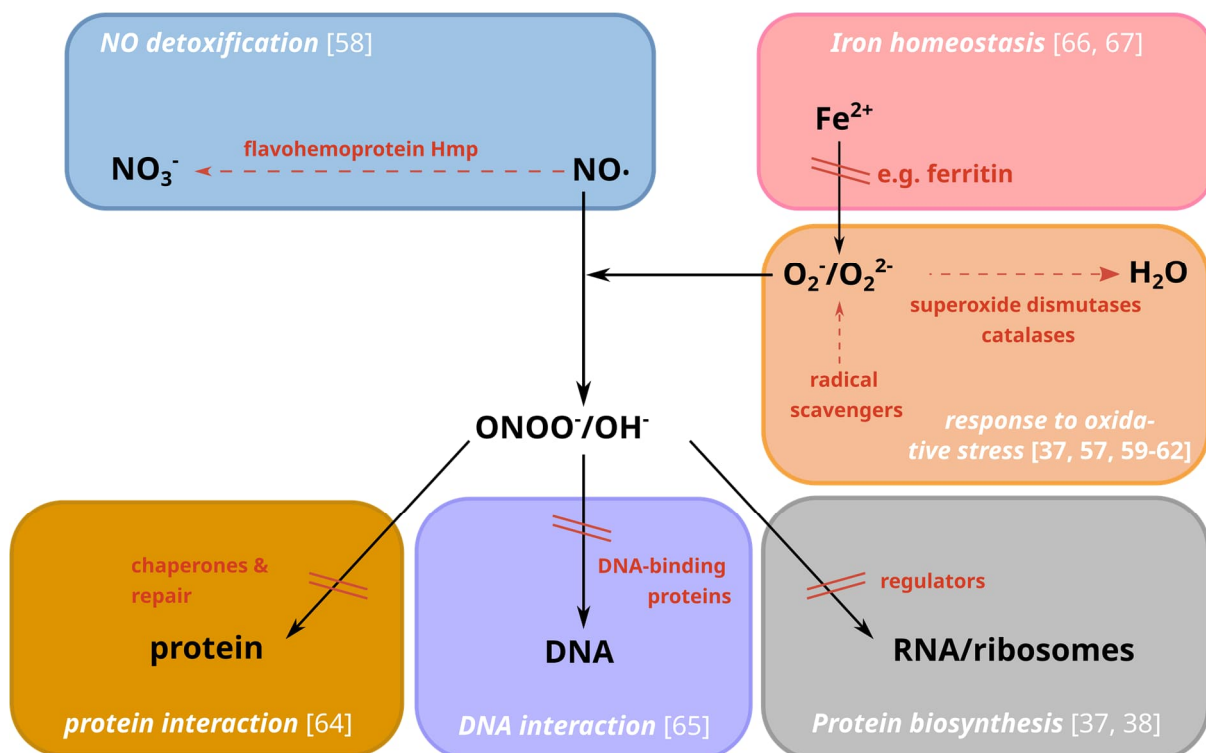 NO detoxification [58]
flavohemoprotein Hmp
NO₃⁻
NO·
Iron homeostasis [66, 67]
Fe²⁺
e.g. ferritin
O₂⁻/O₂²⁻
H₂O
superoxide dismutases
catalases
radical
scavengers
response to oxida-
tive stress [37, 57, 59-62]
ONOO⁻/OH⁻
chaperones &
repair
protein
protein interaction [64]
DNA-binding
proteins
DNA
DNA interaction [65]
regulators
RNA/ribosomes
Protein biosynthesis [37, 38]